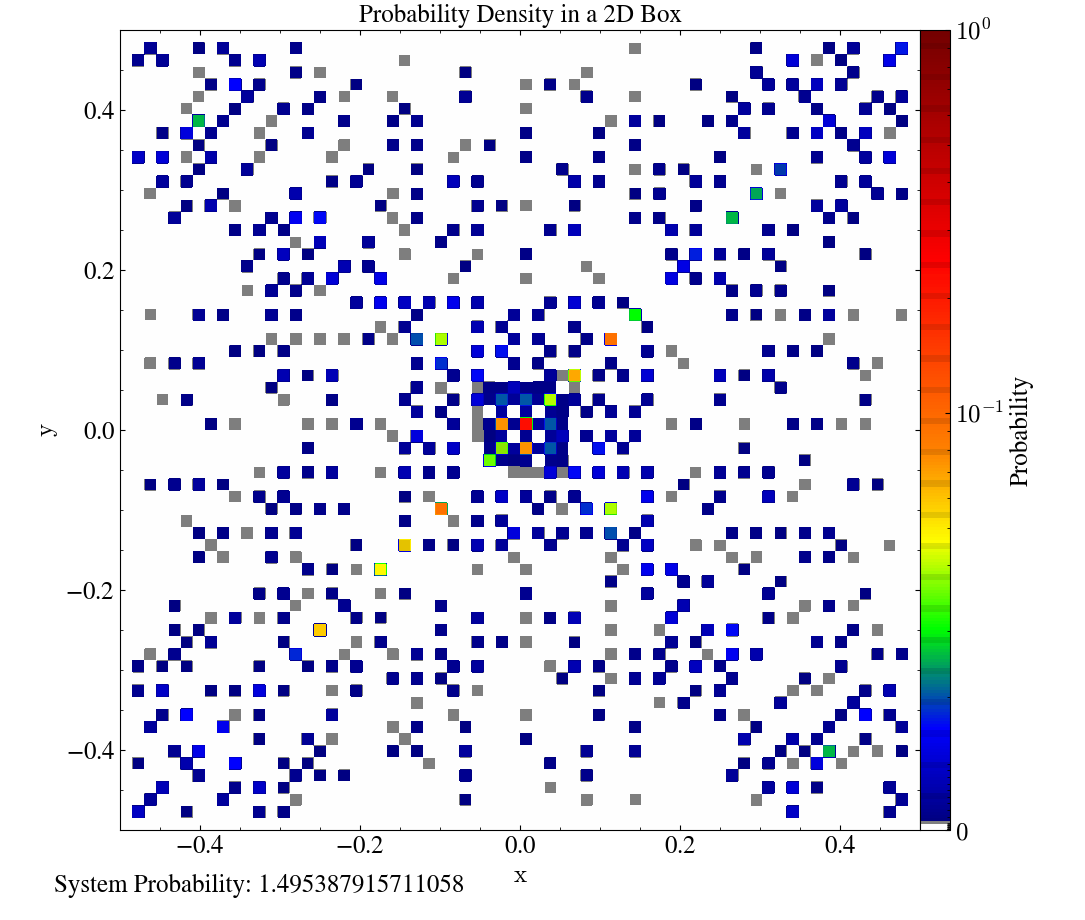 Probability Density in a 2D Box
10^0
0.4
0.2
0.0
−0.2
−0.4
y
10^−1
Probability
0
−0.4 −0.2 0.0 0.2 0.4
x
System Probability: 1.495387915711058